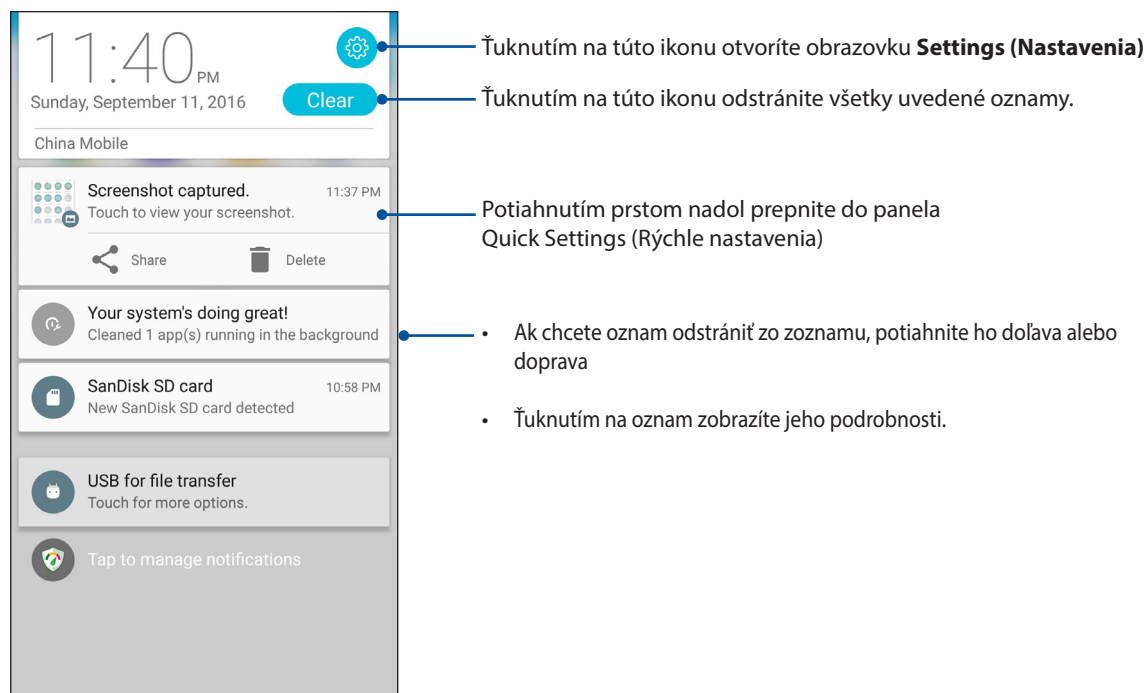 11:40 PM
Sunday, September 11, 2016
Clear
China Mobile
Screenshot captured.
11:37 PM
Touch to view your screenshot.
Share
Delete
Your system's doing great!
Cleaned 1 app(s) running in the background
SanDisk SD card
10:58 PM
New SanDisk SD card detected
USB for file transfer
Touch for more options.
Tap to manage notifications
Ťuknutím na túto ikonu otvoríte obrazovku Settings (Nastavenia)
Ťuknutím na túto ikonu odstránite všetky uvedené oznamy.
Potiahnutím prstom nadol prepnite do panela
Quick Settings (Rýchle nastavenia)
• Ak chcete oznam odstrániť zo zoznamu, potiahnite ho doľava alebo
doprava
• Ťuknutím na oznam zobrazíte jeho podrobnosti.